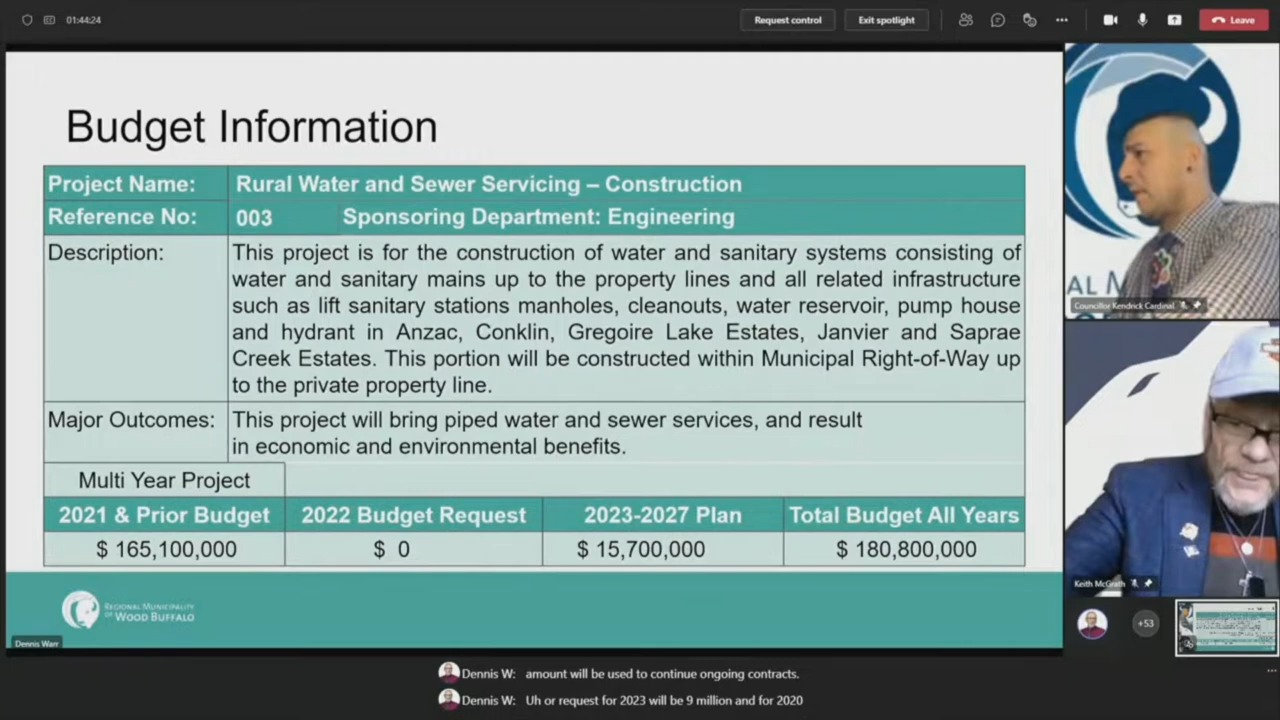 01:44:24
Request control
Exit spotlight
Leave
Budget Information
Project Name: Rural Water and Sewer Servicing – Construction
Reference No: 003 Sponsoring Department: Engineering
Description: This project is for the construction of water and sanitary systems consisting of
water and sanitary mains up to the property lines and all related infrastructure
such as lift sanitary stations manholes, cleanouts, water reservoir, pump house
and hydrant in Anzac, Conklin, Gregoire Lake Estates, Janvier and Saprae
Creek Estates. This portion will be constructed within Municipal Right-of-Way up
to the private property line.
Major Outcomes: This project will bring piped water and sewer services, and result
in economic and environmental benefits.
Multi Year Project
2021 & Prior Budget 2022 Budget Request 2023-2027 Plan Total Budget All Years
$ 165,100,000 $ 0 $ 15,700,000 $ 180,800,000
REGIONAL MUNICIPALITY
OF WOOD BUFFALO
Dennis Warr
AL M
Councillor Kendrick Cardinal
Keith McGrath
+53
Dennis W: amount will be used to continue ongoing contracts.
Dennis W: Uh or request for 2023 will be 9 million and for 2020